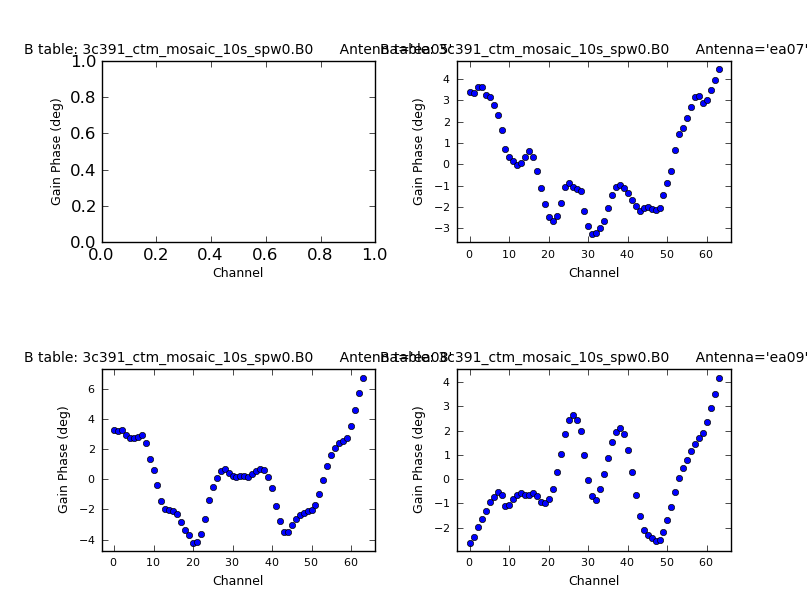 B table: 3c391_ctm_mosaic_10s_spw0.B0 Antenna='ea05'
B table: 3c391_ctm_mosaic_10s_spw0.B0 Antenna='ea07'
1.0
0.8
0.6
0.4
0.2
0.0
Gain Phase (deg)
0.0 0.2 0.4 0.6 0.8 1.0
Channel
4
3
2
1
0
−1
−2
−3
Gain Phase (deg)
0 10 20 30 40 50 60
Channel
B table: 3c391_ctm_mosaic_10s_spw0.B0 Antenna='ea08'
B table: 3c391_ctm_mosaic_10s_spw0.B0 Antenna='ea09'
6
4
2
0
−2
−4
Gain Phase (deg)
0 10 20 30 40 50 60
Channel
4
3
2
1
0
−1
−2
Gain Phase (deg)
0 10 20 30 40 50 60
Channel